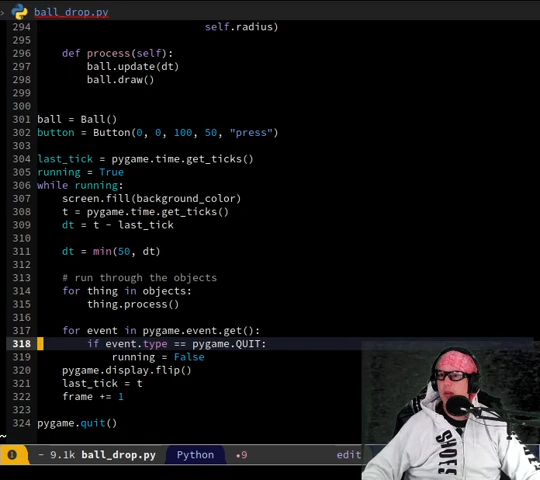 ball_drop.py
294 self.radius)
295
296 def process(self):
297 ball.update(dt)
298 ball.draw()
299
300
301 ball = Ball()
302 button = Button(0, 0, 100, 50, "press")
303
304 last_tick = pygame.time.get_ticks()
305 running = True
306 while running:
307 screen.fill(background_color)
308 t = pygame.time.get_ticks()
309 dt = t - last_tick
310
311 dt = min(50, dt)
312
313 # run through the objects
314 for thing in objects:
315 thing.process()
316
317 for event in pygame.event.get():
318 if event.type == pygame.QUIT:
319 running = False
320 pygame.display.flip()
321 last_tick = t
322 frame += 1
323
324 pygame.quit()
~
- 9.1k ball_drop.py Python •9 edit